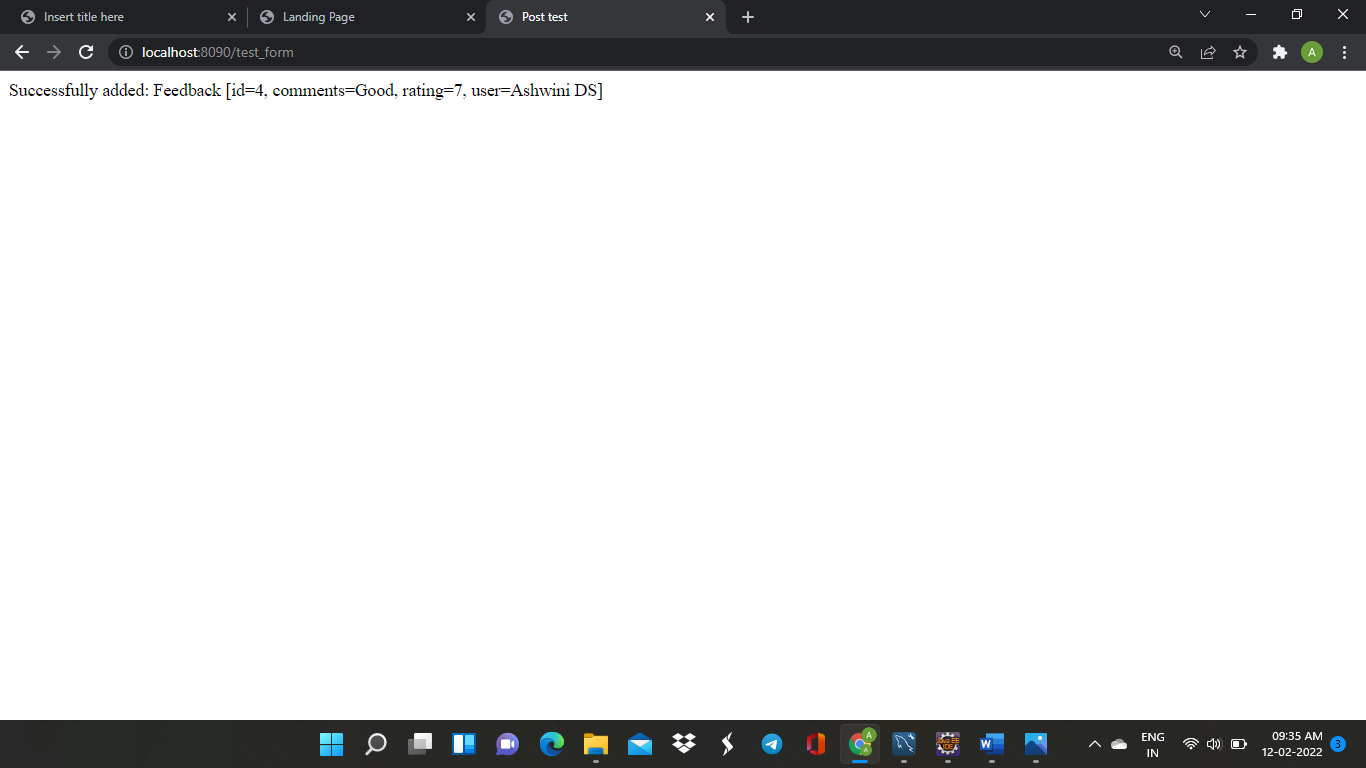 Insert title here
Landing Page
Post test
localhost:8090/test_form
A
Successfully added: Feedback [id=4, comments=Good, rating=7, user=Ashwini DS]
A
W
ENG
IN
09:35 AM
12-02-2022
3